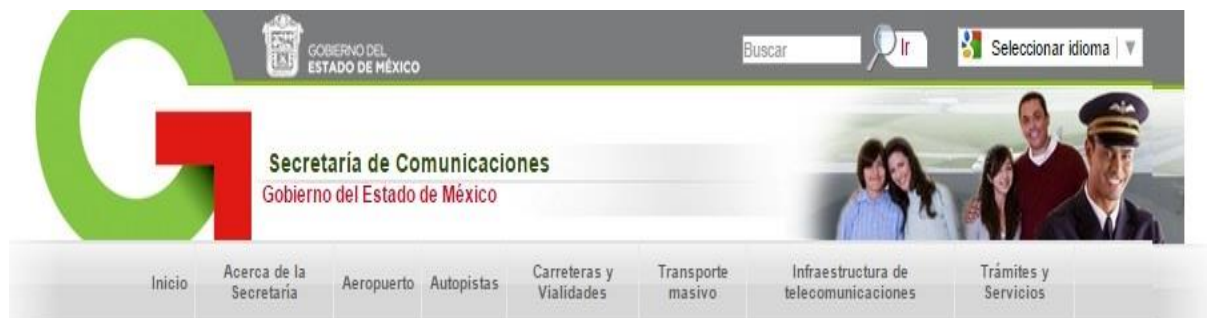 GOBIERNO DEL
ESTADO DE MÉXICO
Buscar
Ir
Seleccionar idioma
Secretaría de Comunicaciones
Gobierno del Estado de México
Inicio
Acerca de la
Secretaría
Aeropuerto
Autopistas
Carreteras y
Vialidades
Transporte
masivo
Infraestructura de
telecomunicaciones
Trámites y
Servicios